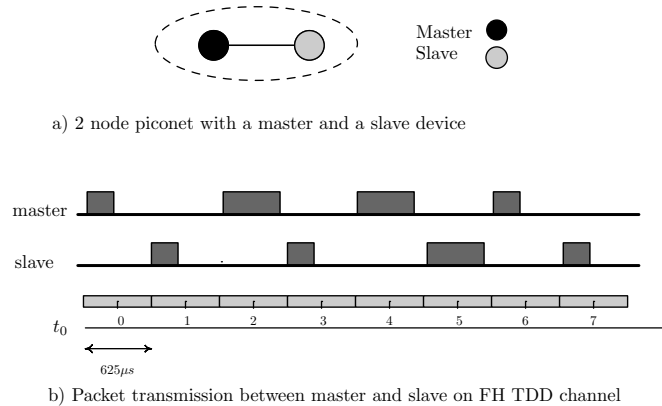 Master
Slave
a) 2 node piconet with a master and a slave device
master
slave
t0
0 1 2 3 4 5 6 7
625μs
b) Packet transmission between master and slave on FH TDD channel